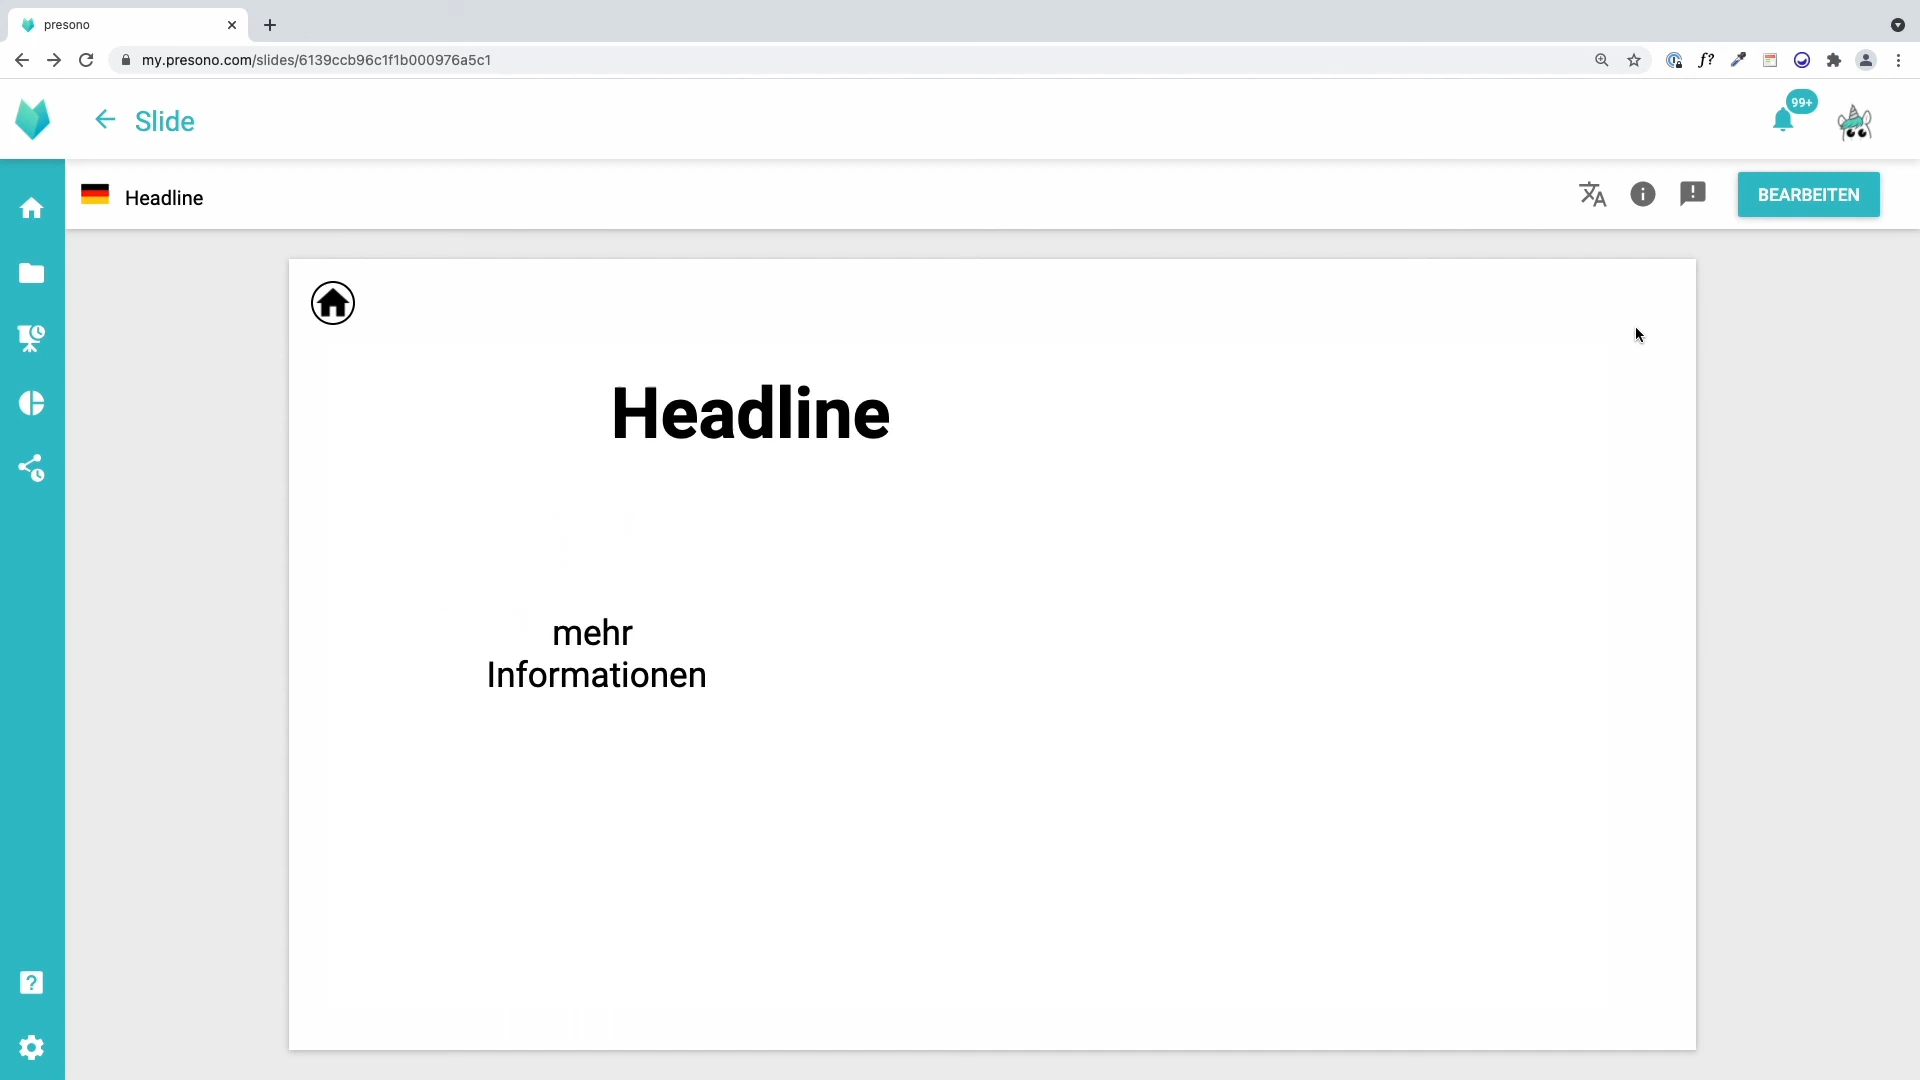 presono
my.presono.com/slides/6139ccb96c1f1b000976a5c1
f?
Slide
99+
Headline
BEARBEITEN
Headline
mehr
Informationen
?